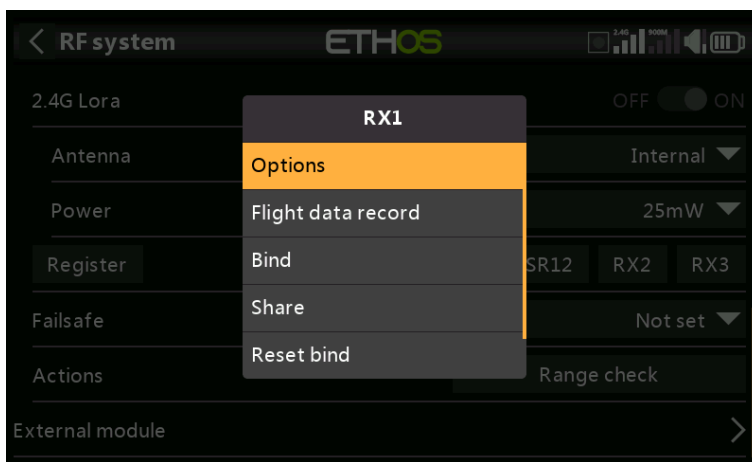 RF system
ETHOS
2.4G
900M
2.4G Lora
OFF
ON
RX1
Antenna
Options
Internal
Power
Flight data record
25mW
Register
Bind
SR12
RX2
RX3
Failsafe
Share
Not set
Actions
Reset bind
Range check
External module